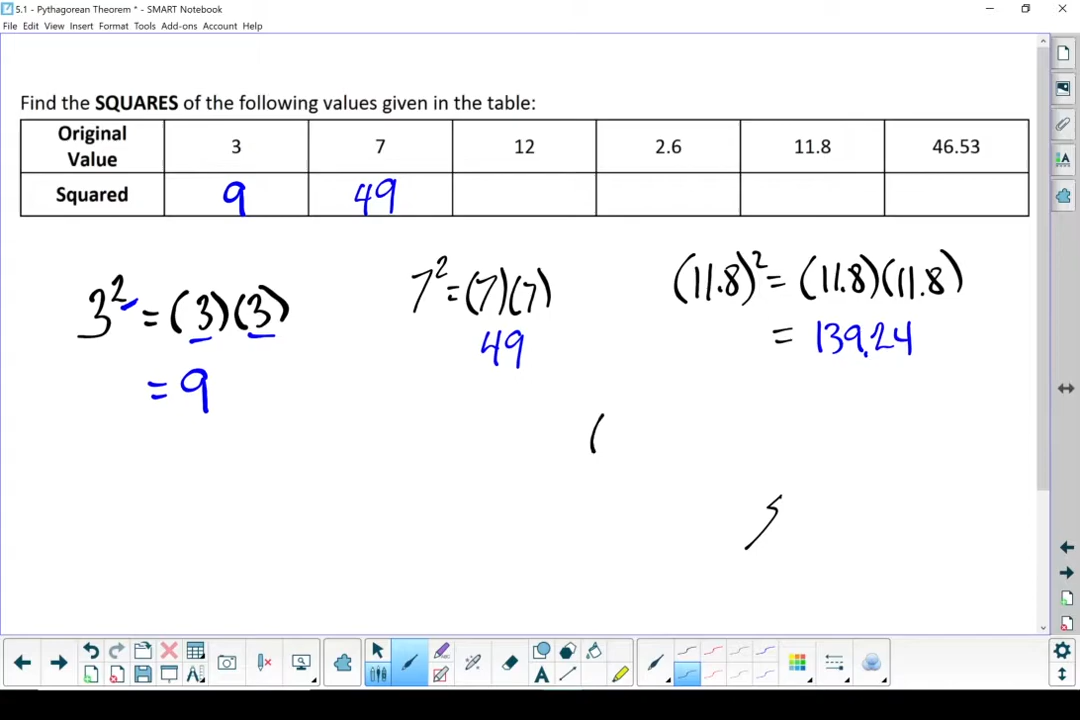 5.1 - Pythagorean Theorem * - SMART Notebook
File Edit View Insert Format Tools Add-ons Account Help
Find the SQUARES of the following values given in the table:
Original Value 3 7 12 2.6 11.8 46.53
Squared 9 49
3² = (3)(3)
= 9
7² = (7)(7)
49
(11.8)² = (11.8)(11.8)
= 139.24
(